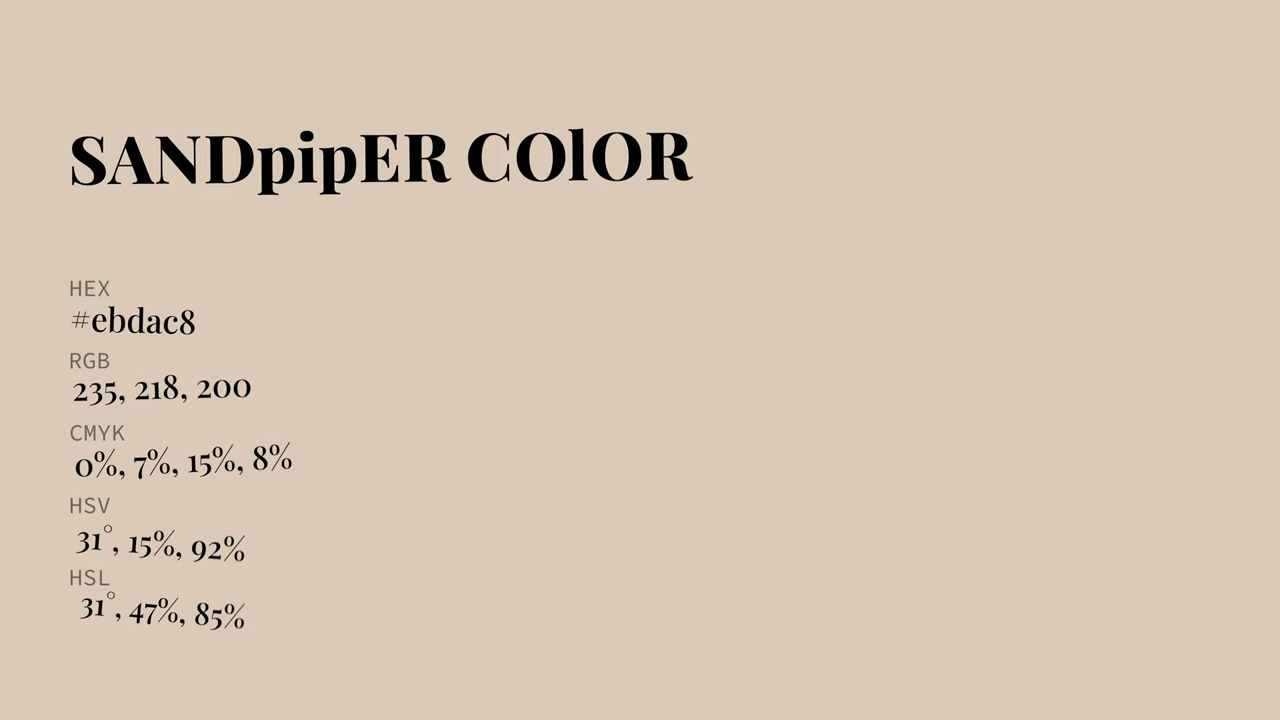 SANDpipER COlOR
HEX
#ebdac8
RGB
235, 218, 200
CMYK
0%, 7%, 15%, 8%
HSV
31°, 15%, 92%
HSL
31°, 47%, 85%